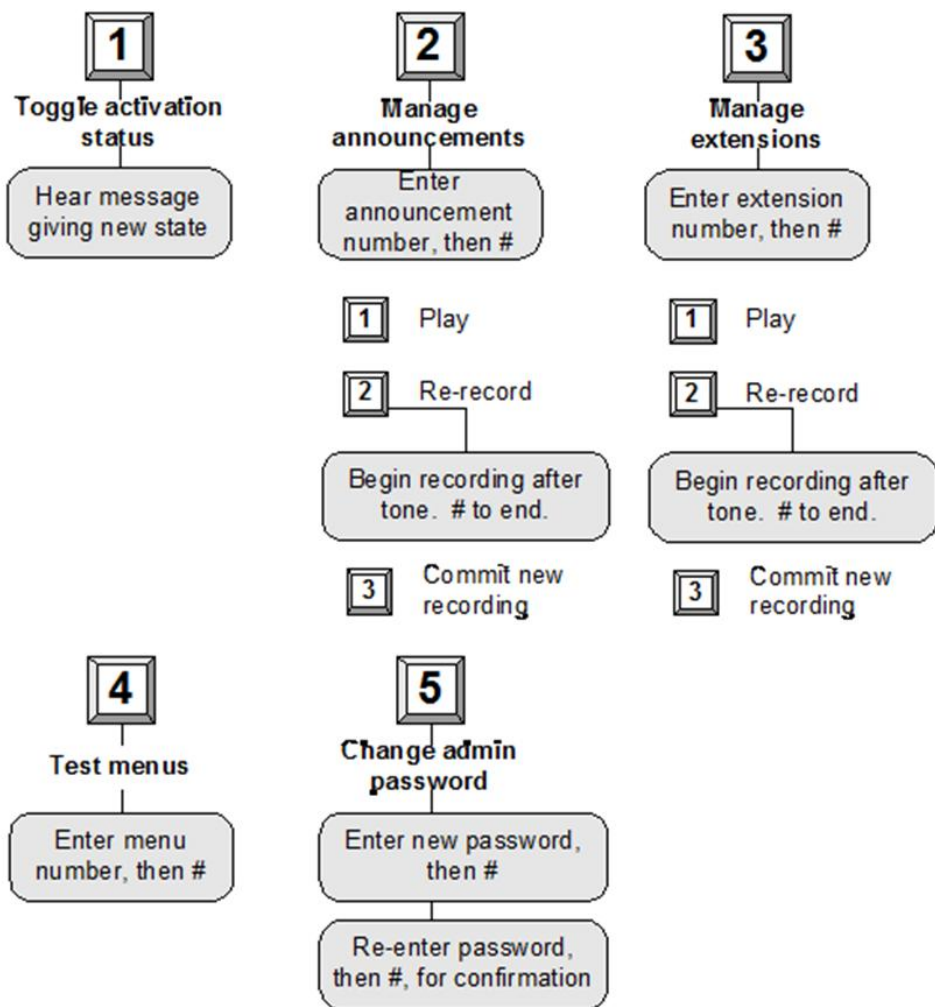 1
Toggle activation
status
Hear message
giving new state
2
Manage
announcements
Enter
announcement
number, then #
1 Play
2 Re-record
Begin recording after
tone. # to end.
3 Commit new
recording
3
Manage
extensions
Enter extension
number, then #
1 Play
2 Re-record
Begin recording after
tone. # to end.
3 Commit new
recording
4
Test menus
Enter menu
number, then #
5
Change admin
password
Enter new password,
then #
Re-enter password,
then #, for confirmation